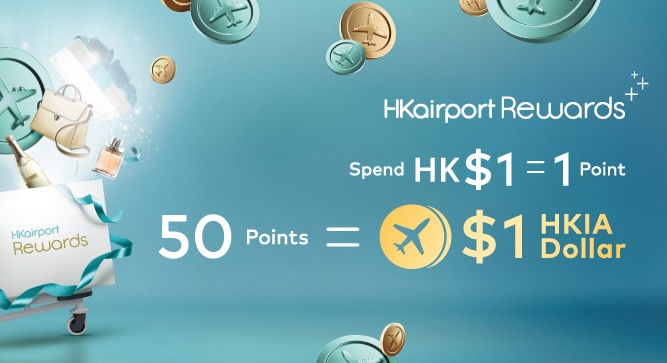 HKairport Rewards
Spend HK$1 = 1 Point
50 Points = $1 HKIA Dollar
HKairport
Rewards